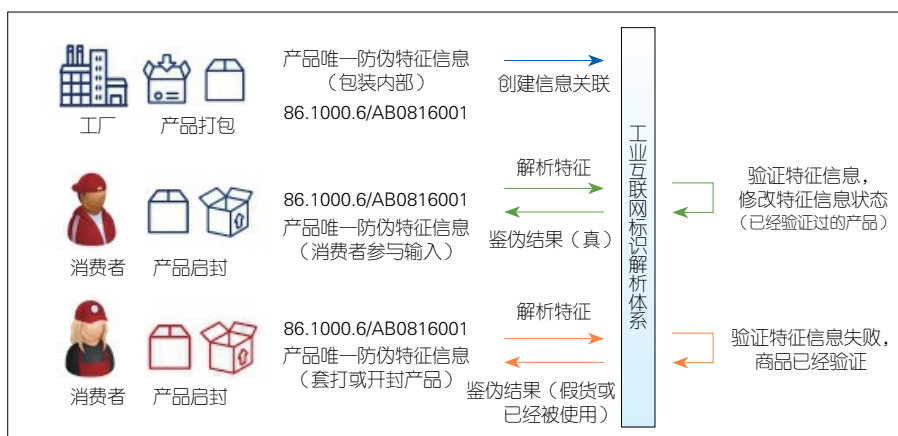 产品唯一防伪特征信息
（包装内部）
86.1000.6/AB0816001
创建信息关联
工厂
产品打包
工业互联网标识解析体系
86.1000.6/AB0816001
产品唯一防伪特征信息
（消费者参与输入）
解析特征
鉴伪结果（真）
验证特征信息，
修改特征信息状态
（已经验证过的产品）
消费者
产品启封
86.1000.6/AB0816001
产品唯一防伪特征信息
（套打或开封产品）
解析特征
鉴伪结果（假货或
已经被使用）
验证特征信息失败，
商品已经验证
消费者
产品启封